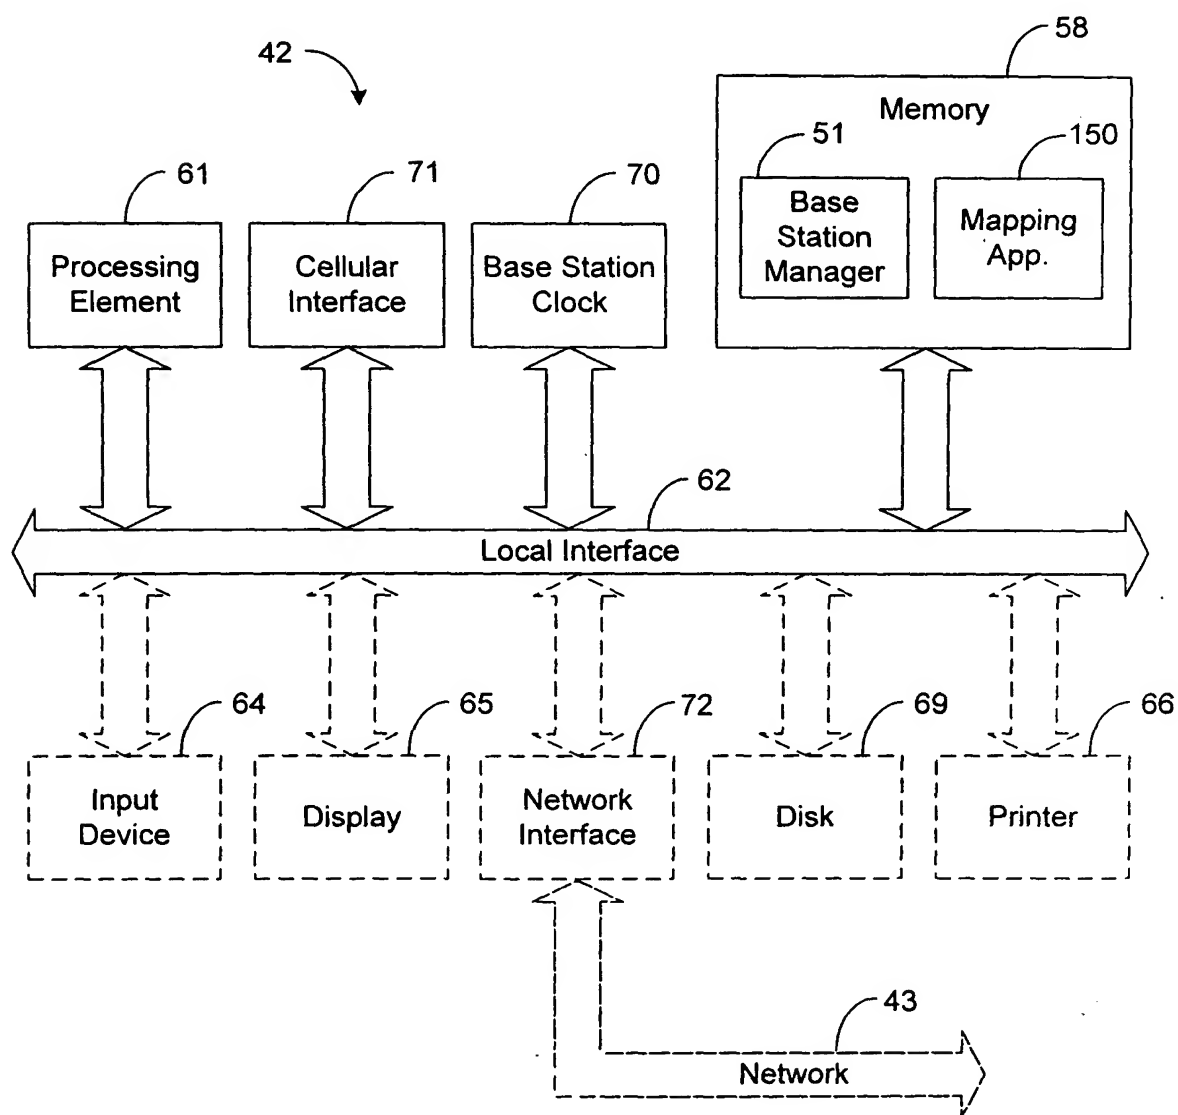 42
58
Memory
51
150
Base
Station
Manager
Mapping
App.
61
71
70
Processing
Element
Cellular
Interface
Base Station
Clock
62
Local Interface
64
65
72
69
66
Input
Device
Display
Network
Interface
Disk
Printer
43
Network